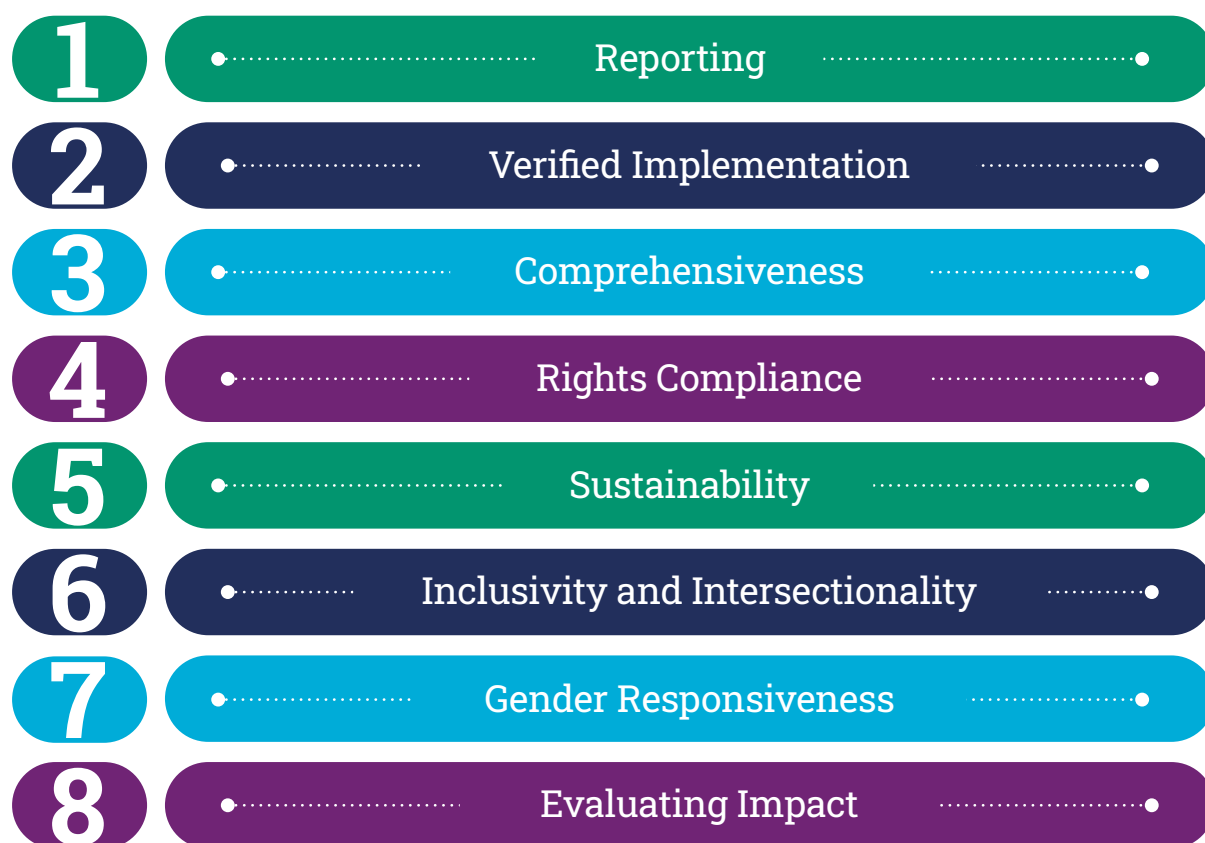 1 Reporting
2 Verified Implementation
3 Comprehensiveness
4 Rights Compliance
5 Sustainability
6 Inclusivity and Intersectionality
7 Gender Responsiveness
8 Evaluating Impact